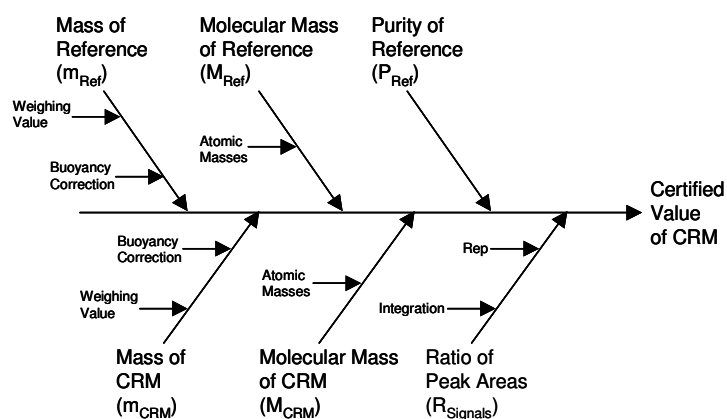 Mass of
Reference
(mRef)
Molecular Mass
of Reference
(MRef)
Purity of
Reference
(PRef)
Weighing
Value
Buoyancy
Correction
Atomic
Masses
Certified
Value
of CRM
Buoyancy
Correction
Weighing
Value
Atomic
Masses
Rep
Integration
Mass of
CRM
(mCRM)
Molecular Mass
of CRM
(MCRM)
Ratio of
Peak Areas
(RSignals)